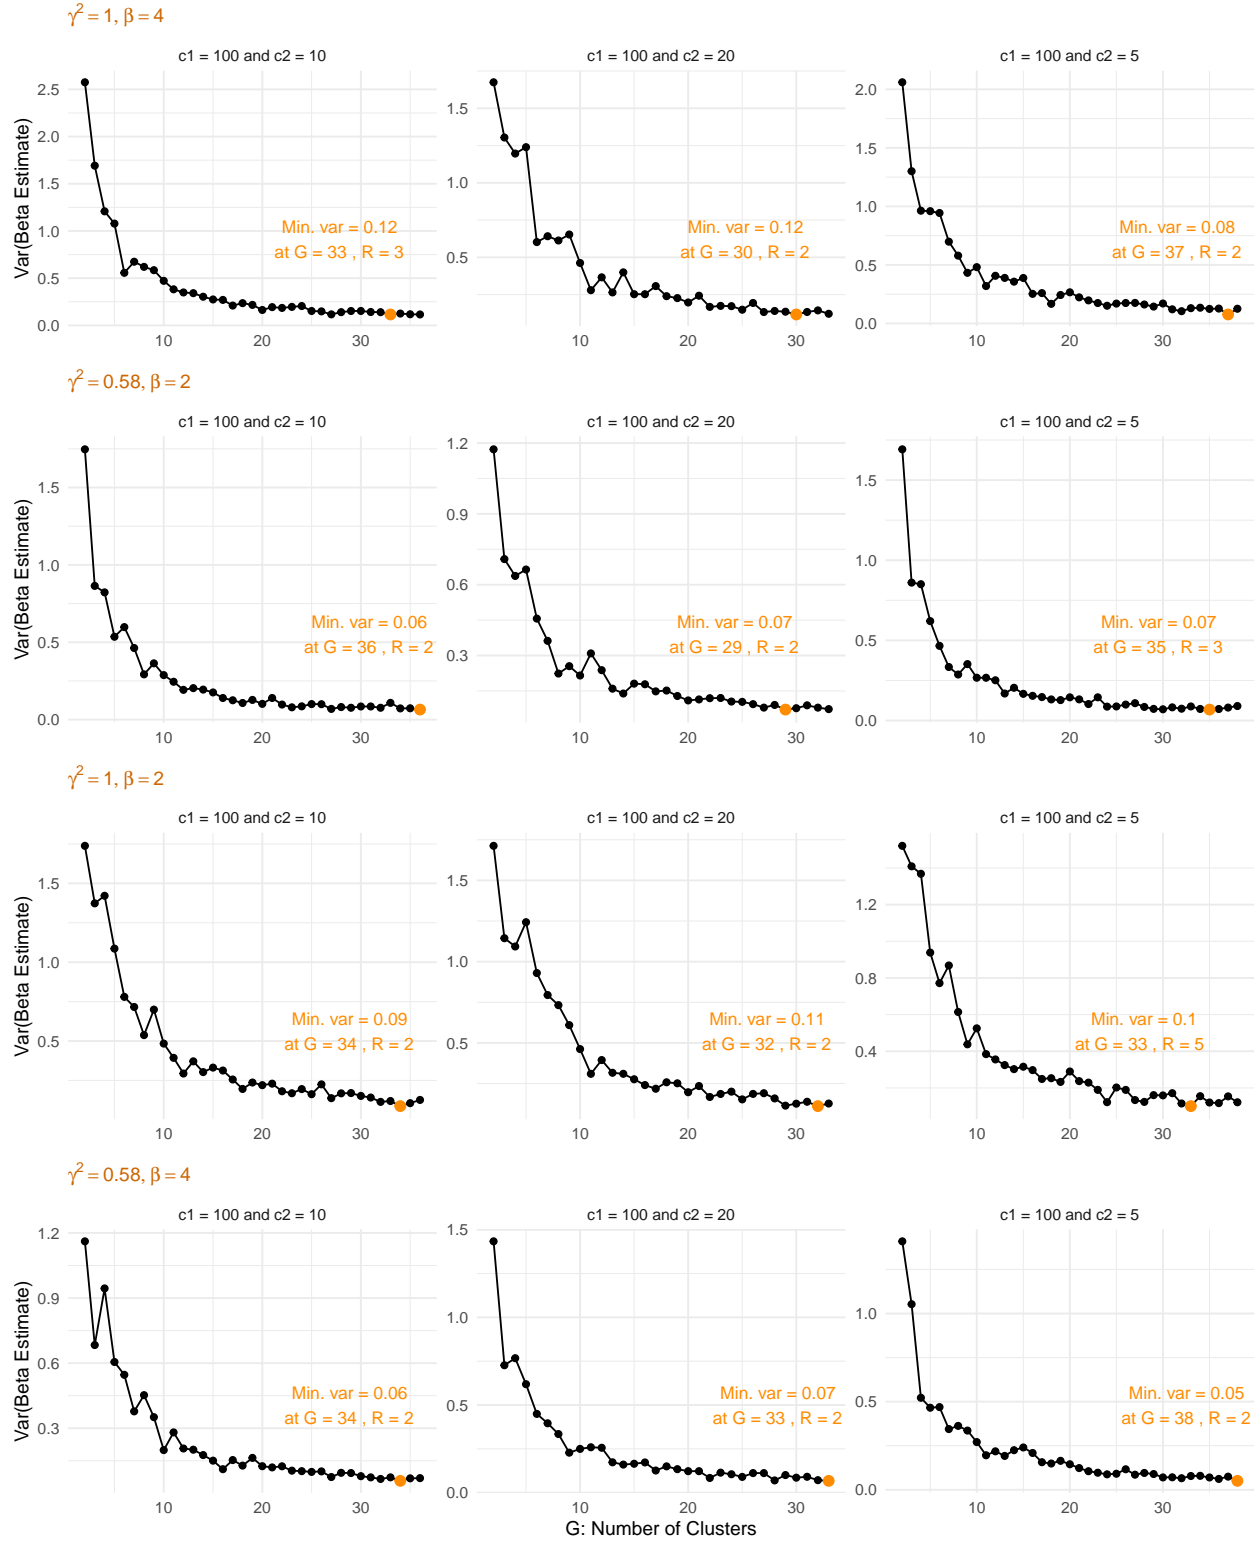 γ² = 1, β = 4
c1 = 100 and c2 = 10
c1 = 100 and c2 = 20
c1 = 100 and c2 = 5
Var(Beta Estimate)
2.5
2.0
1.5
1.0
0.5
0.0
10
20
30
Min. var = 0.12
at G = 33 , R = 3
1.5
1.0
0.5
10
20
30
Min. var = 0.12
at G = 30 , R = 2
2.0
1.5
1.0
0.5
0.0
10
20
30
Min. var = 0.08
at G = 37 , R = 2
γ² = 0.58, β = 2
c1 = 100 and c2 = 10
c1 = 100 and c2 = 20
c1 = 100 and c2 = 5
Var(Beta Estimate)
1.5
1.0
0.5
0.0
10
20
30
Min. var = 0.06
at G = 36 , R = 2
1.2
0.9
0.6
0.3
10
20
30
Min. var = 0.07
at G = 29 , R = 2
1.5
1.0
0.5
0.0
10
20
30
Min. var = 0.07
at G = 35 , R = 3
γ² = 1, β = 2
c1 = 100 and c2 = 10
c1 = 100 and c2 = 20
c1 = 100 and c2 = 5
Var(Beta Estimate)
1.5
1.0
0.5
10
20
30
Min. var = 0.09
at G = 34 , R = 2
1.5
1.0
0.5
10
20
30
Min. var = 0.11
at G = 32 , R = 2
1.2
0.8
0.4
10
20
30
Min. var = 0.1
at G = 33 , R = 5
γ² = 0.58, β = 4
c1 = 100 and c2 = 10
c1 = 100 and c2 = 20
c1 = 100 and c2 = 5
Var(Beta Estimate)
1.2
0.9
0.6
0.3
10
20
30
Min. var = 0.06
at G = 34 , R = 2
1.5
1.0
0.5
0.0
10
20
30
Min. var = 0.07
at G = 33 , R = 2
1.0
0.5
0.0
10
20
30
Min. var = 0.05
at G = 38 , R = 2
G: Number of Clusters